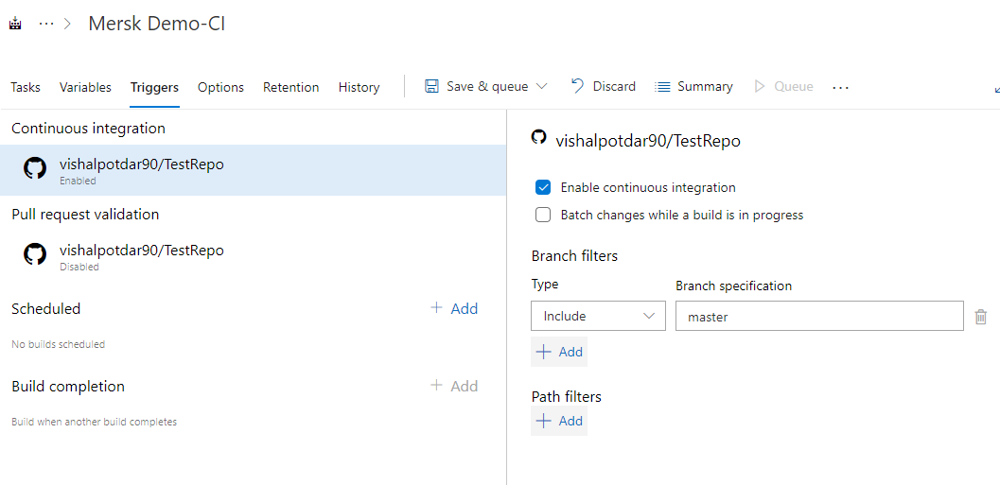 Mersk Demo-CI
Tasks Variables Triggers Options Retention History Save & queue Discard Summary Queue
Continuous integration
vishalpotdar90/TestRepo
Enabled
Pull request validation
vishalpotdar90/TestRepo
Disabled
Scheduled + Add
No builds scheduled
Build completion + Add
Build when another build completes
vishalpotdar90/TestRepo
Enable continuous integration
Batch changes while a build is in progress
Branch filters
Type Branch specification
Include master
+ Add
Path filters
+ Add